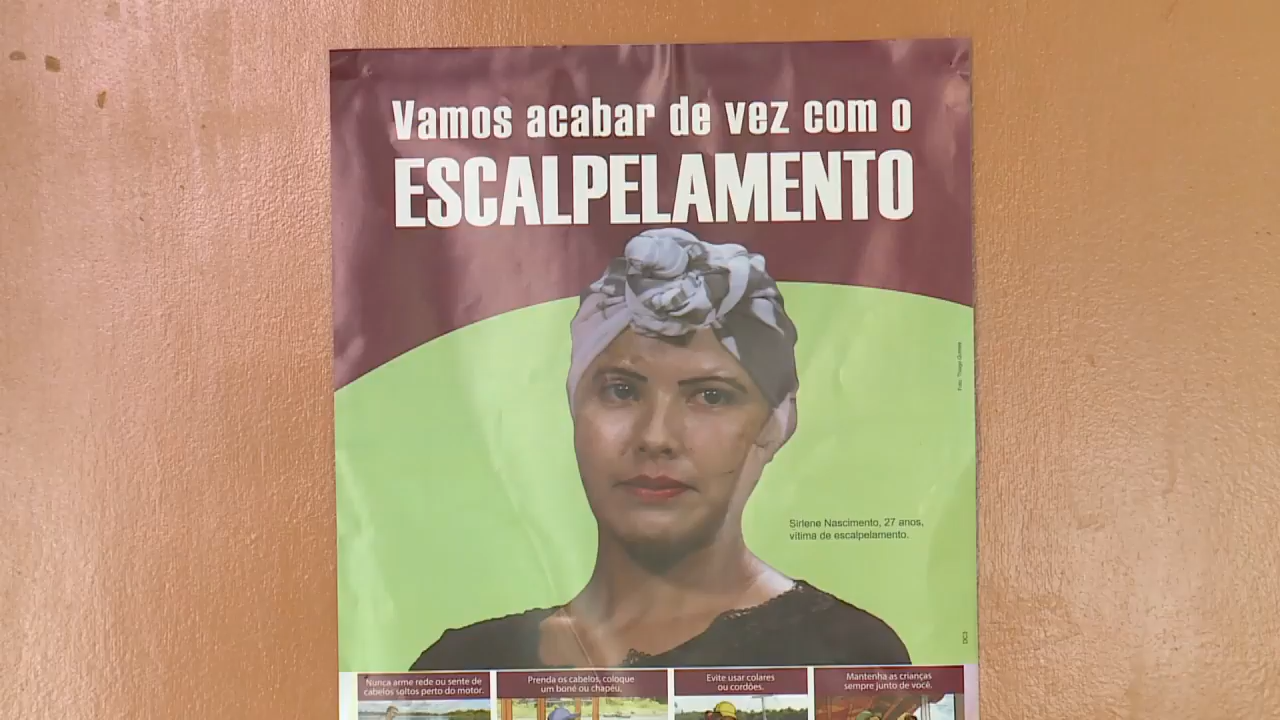 Vamos acabar de vez com o
ESCALPELAMENTO
Sirlene Nascimento, 27 anos,
vítima de escalpelamento.
DC3
Nunca arme rede ou sente de
cabelos soltos perto do motor.
Prenda os cabelos, coloque
um boné ou chapéu.
Evite usar colares
ou cordões.
Mantenha as crianças
sempre junto de você.